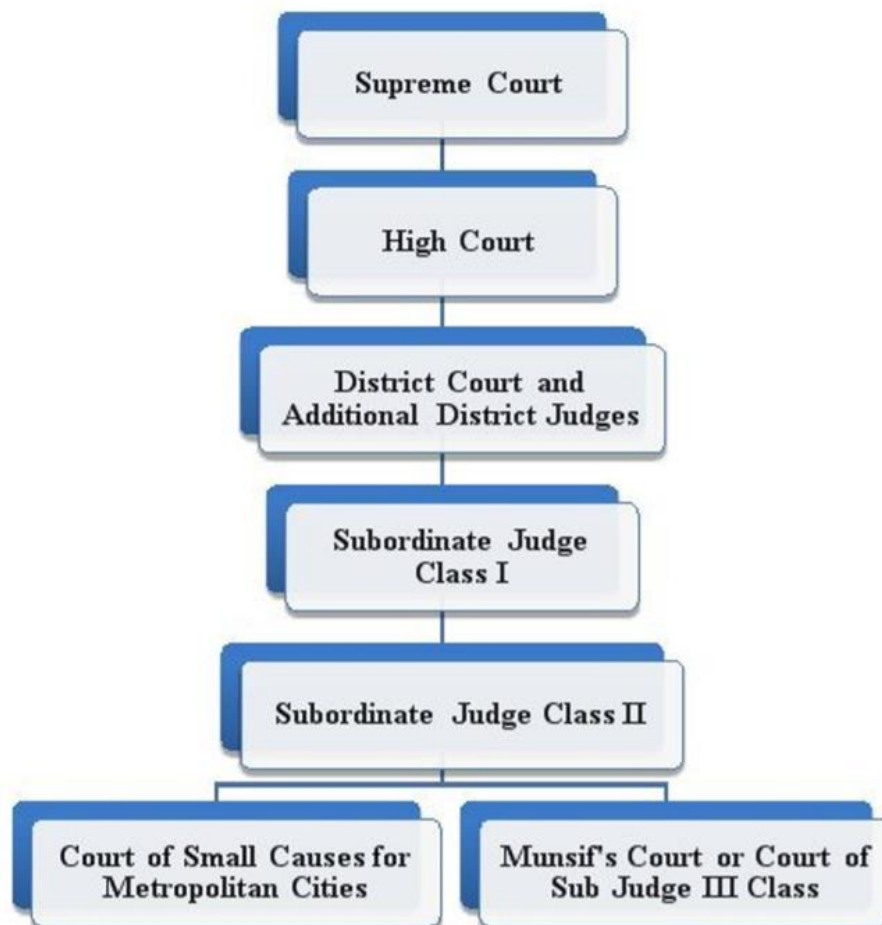 Supreme Court
High Court
District Court and
Additional District Judges
Subordinate Judge
Class I
Subordinate Judge Class II
Court of Small Causes for
Metropolitan Cities
Munsif's Court or Court of
Sub Judge III Class